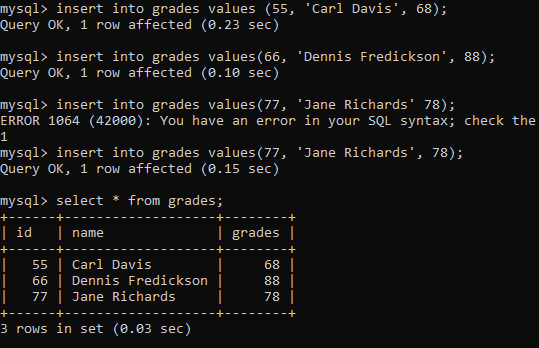 mysql> insert into grades values (55, 'Carl Davis', 68);
Query OK, 1 row affected (0.23 sec)
mysql> insert into grades values(66, 'Dennis Fredickson', 88);
Query OK, 1 row affected (0.10 sec)
mysql> insert into grades values(77, 'Jane Richards' 78);
ERROR 1064 (42000): You have an error in your SQL syntax; check the
1
mysql> insert into grades values(77, 'Jane Richards', 78);
Query OK, 1 row affected (0.15 sec)
mysql> select * from grades;
+------+-------------------+--------+
| id   | name              | grades |
+------+-------------------+--------+
|   55 | Carl Davis        |     68 |
|   66 | Dennis Fredickson |     88 |
|   77 | Jane Richards     |     78 |
+------+-------------------+--------+
3 rows in set (0.03 sec)